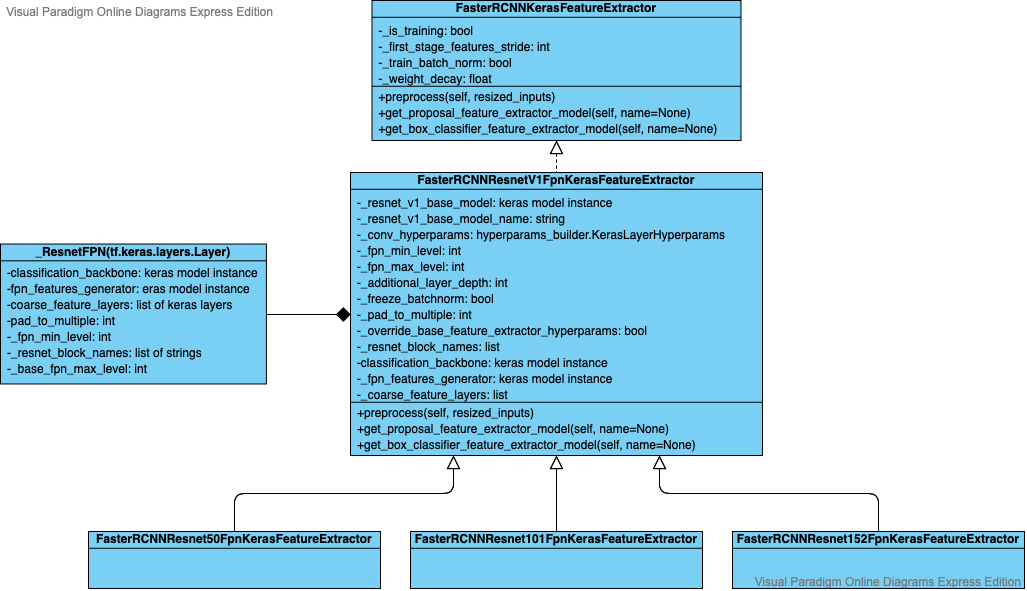 Visual Paradigm Online Diagrams Express Edition
FasterRCNNKerasFeatureExtractor
-_is_training: bool
-_first_stage_features_stride: int
-_train_batch_norm: bool
-_weight_decay: float
+preprocess(self, resized_inputs)
+get_proposal_feature_extractor_model(self, name=None)
+get_box_classifier_feature_extractor_model(self, name=None)
FasterRCNNResnetV1FpnKerasFeatureExtractor
-_resnet_v1_base_model: keras model instance
-_resnet_v1_base_model_name: string
-_conv_hyperparams: hyperparams_builder.KerasLayerHyperparams
-_fpn_min_level: int
-_fpn_max_level: int
-_additional_layer_depth: int
-_freeze_batchnorm: bool
-_pad_to_multiple: int
-_override_base_feature_extractor_hyperparams: bool
-_resnet_block_names: list
-classification_backbone: keras model instance
-_fpn_features_generator: keras model instance
-_coarse_feature_layers: list
+preprocess(self, resized_inputs)
+get_proposal_feature_extractor_model(self, name=None)
+get_box_classifier_feature_extractor_model(self, name=None)
_ResnetFPN(tf.keras.layers.Layer)
-classification_backbone: keras model instance
-fpn_features_generator: eras model instance
-coarse_feature_layers: list of keras layers
-pad_to_multiple: int
-_fpn_min_level: int
-_resnet_block_names: list of strings
-_base_fpn_max_level: int
FasterRCNNResnet50FpnKerasFeatureExtractor
FasterRCNNResnet101FpnKerasFeatureExtractor
FasterRCNNResnet152FpnKerasFeatureExtractor
Visual Paradigm Online Diagrams Express Edition